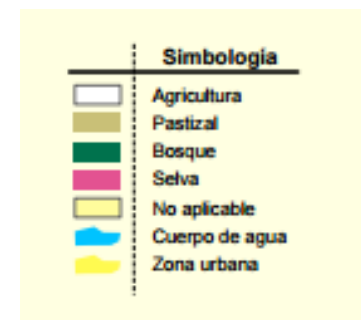 Simbología
Agricultura
Pastizal
Bosque
Selva
No aplicable
Cuerpo de agua
Zona urbana